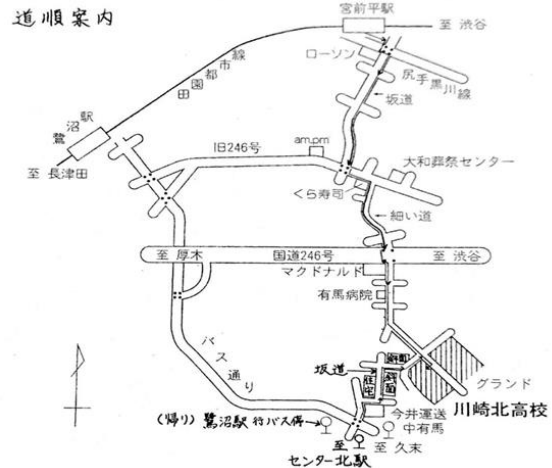 道順案内
宮前平駅
至 渋谷
ローソン
尻手黒川線
坂道
田園都市線
鷺沼駅
至 長津田
旧246号
am.pm
大和葬祭センター
くら寿司
細い道
至 厚木
国道246号
至 渋谷
マクドナルド
有馬病院
バス通り
坂道
住宅
グランド
川崎北高校
今井運送
中有馬
(帰り) 鷺沼駅行バス停
至 久末
至
センター北駅